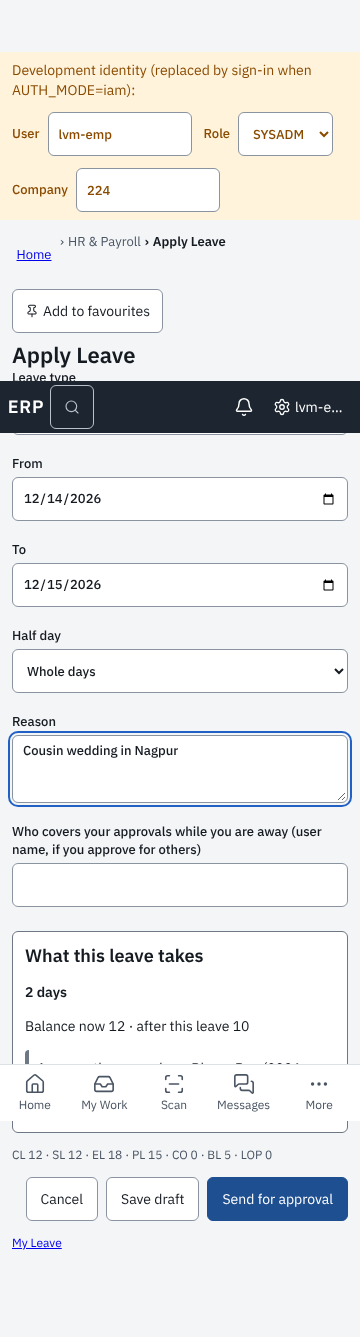 Development identity (replaced by sign-in when
AUTH_MODE=iam):
User lvm-emp Role SYSADM
Company 224
Home › HR & Payroll › Apply Leave
Add to favourites
Apply Leave
Leave type
ERP lvm-e...
From
12/14/2026
To
12/15/2026
Half day
Whole days
Reason
Cousin wedding in Nagpur
Who covers your approvals while you are away (user
name, if you approve for others)
What this leave takes
2 days
Balance now 12 · after this leave 10
Home My Work Scan Messages More
CL 12 · SL 12 · EL 18 · PL 15 · CO 0 · BL 5 · LOP 0
Cancel Save draft Send for approval
My Leave